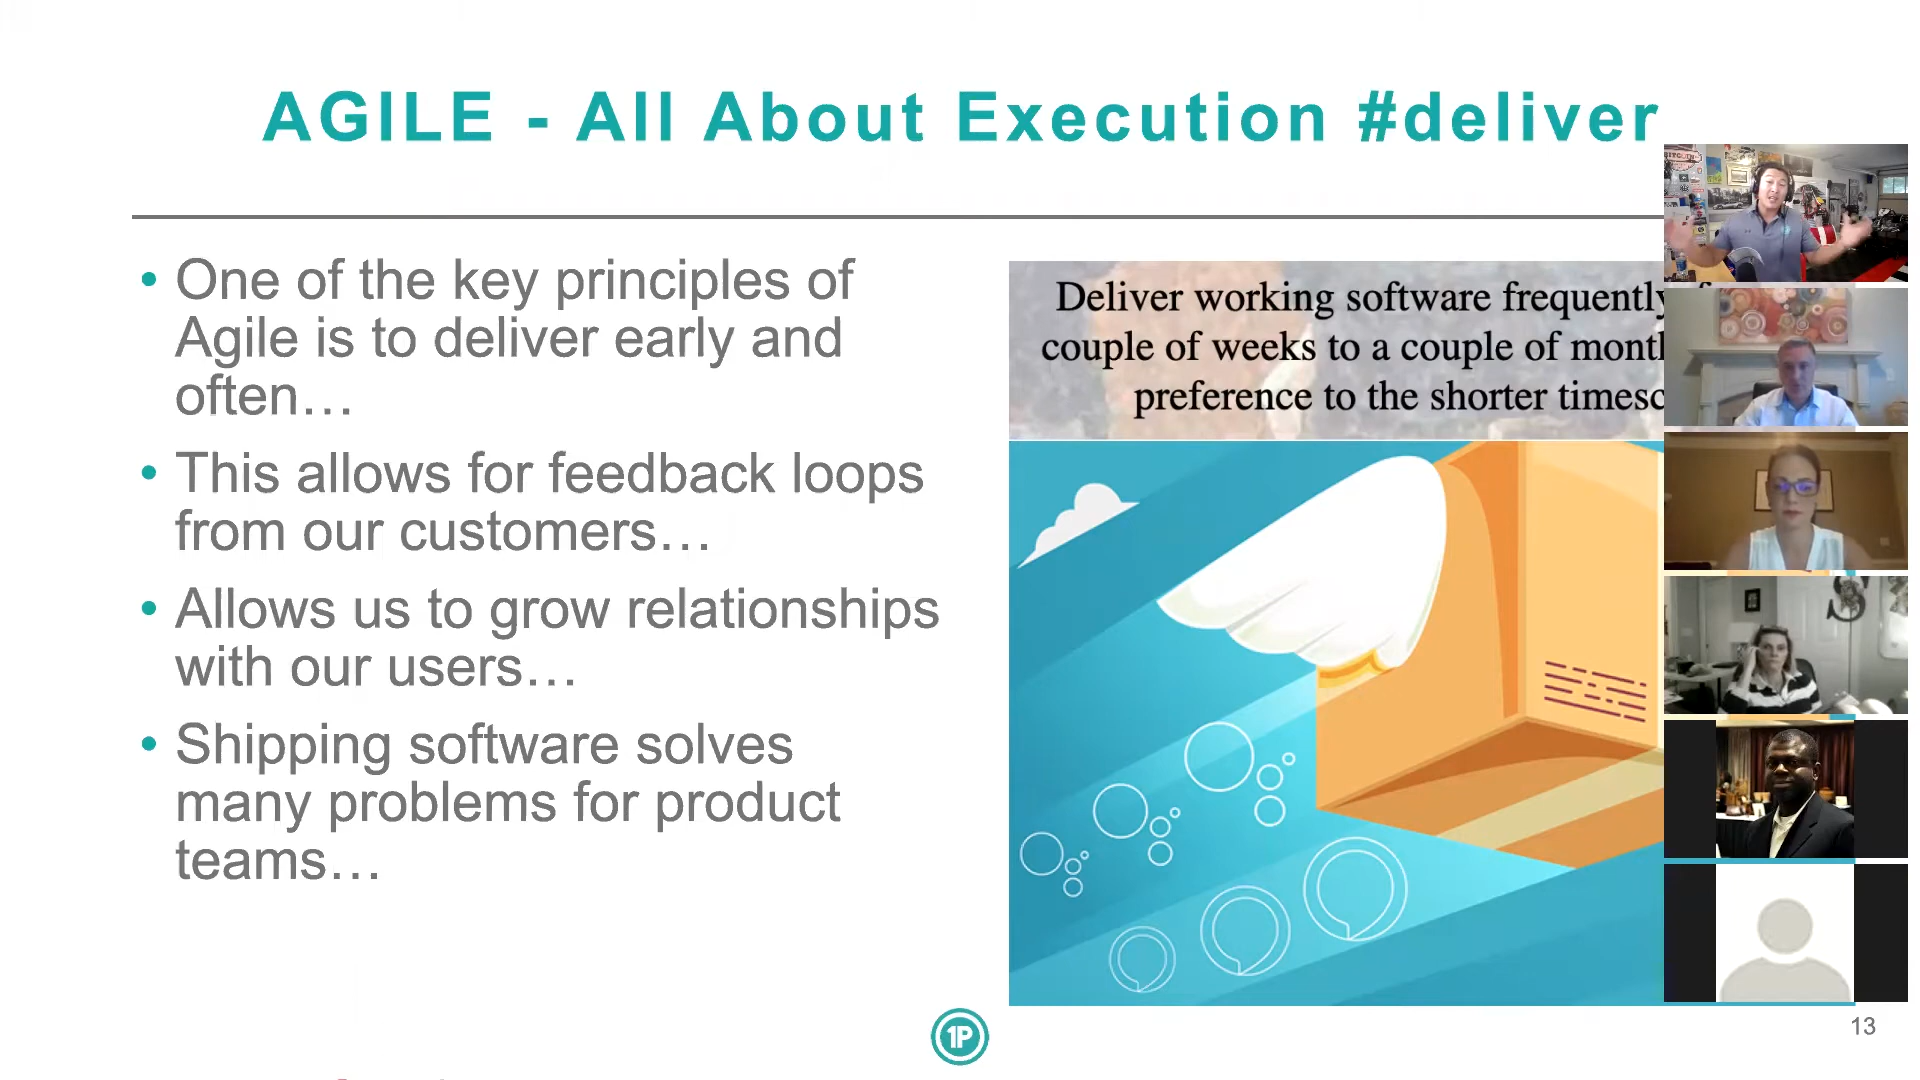 AGILE - All About Execution #deliver
• One of the key principles of
Agile is to deliver early and
often…
• This allows for feedback loops
from our customers…
• Allows us to grow relationships
with our users…
• Shipping software solves
many problems for product
teams…
Deliver working software frequently
couple of weeks to a couple of
preference to the shorter
1P
13